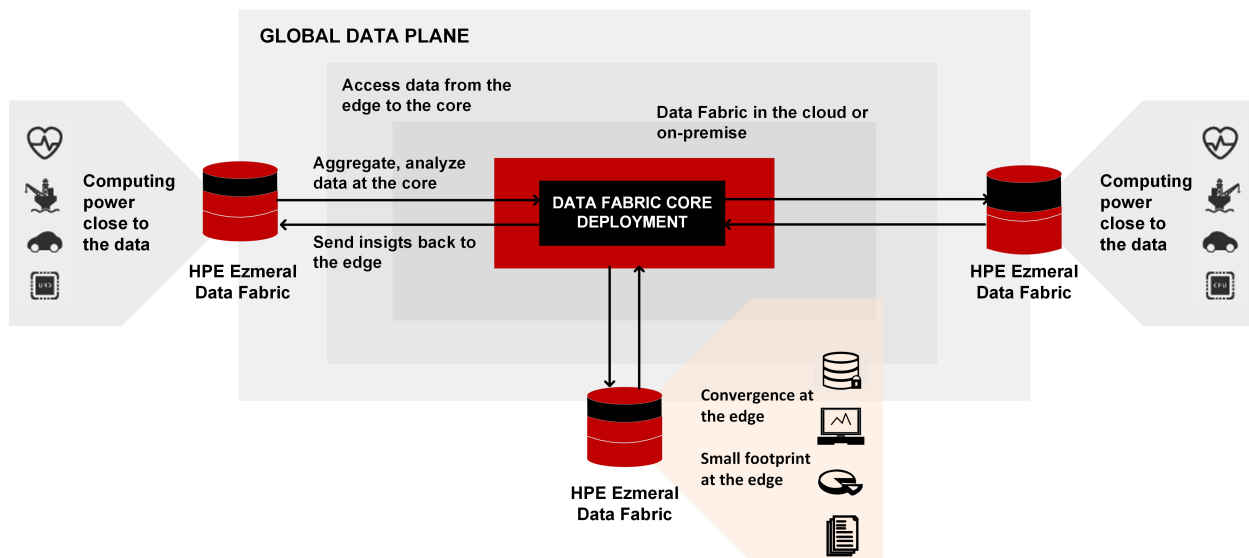 GLOBAL DATA PLANE
Access data from the
edge to the core
Data Fabric in the cloud or
on-premise
Aggregate, analyze
data at the core
Computing
power
close to
the data
DATA FABRIC CORE
DEPLOYMENT
Computing
power
close to
the data
Send insigts back to
the edge
HPE Ezmeral
Data Fabric
HPE Ezmeral
Data Fabric
CPU
CPU
Convergence at
the edge
Small footprint
at the edge
HPE Ezmeral
Data Fabric